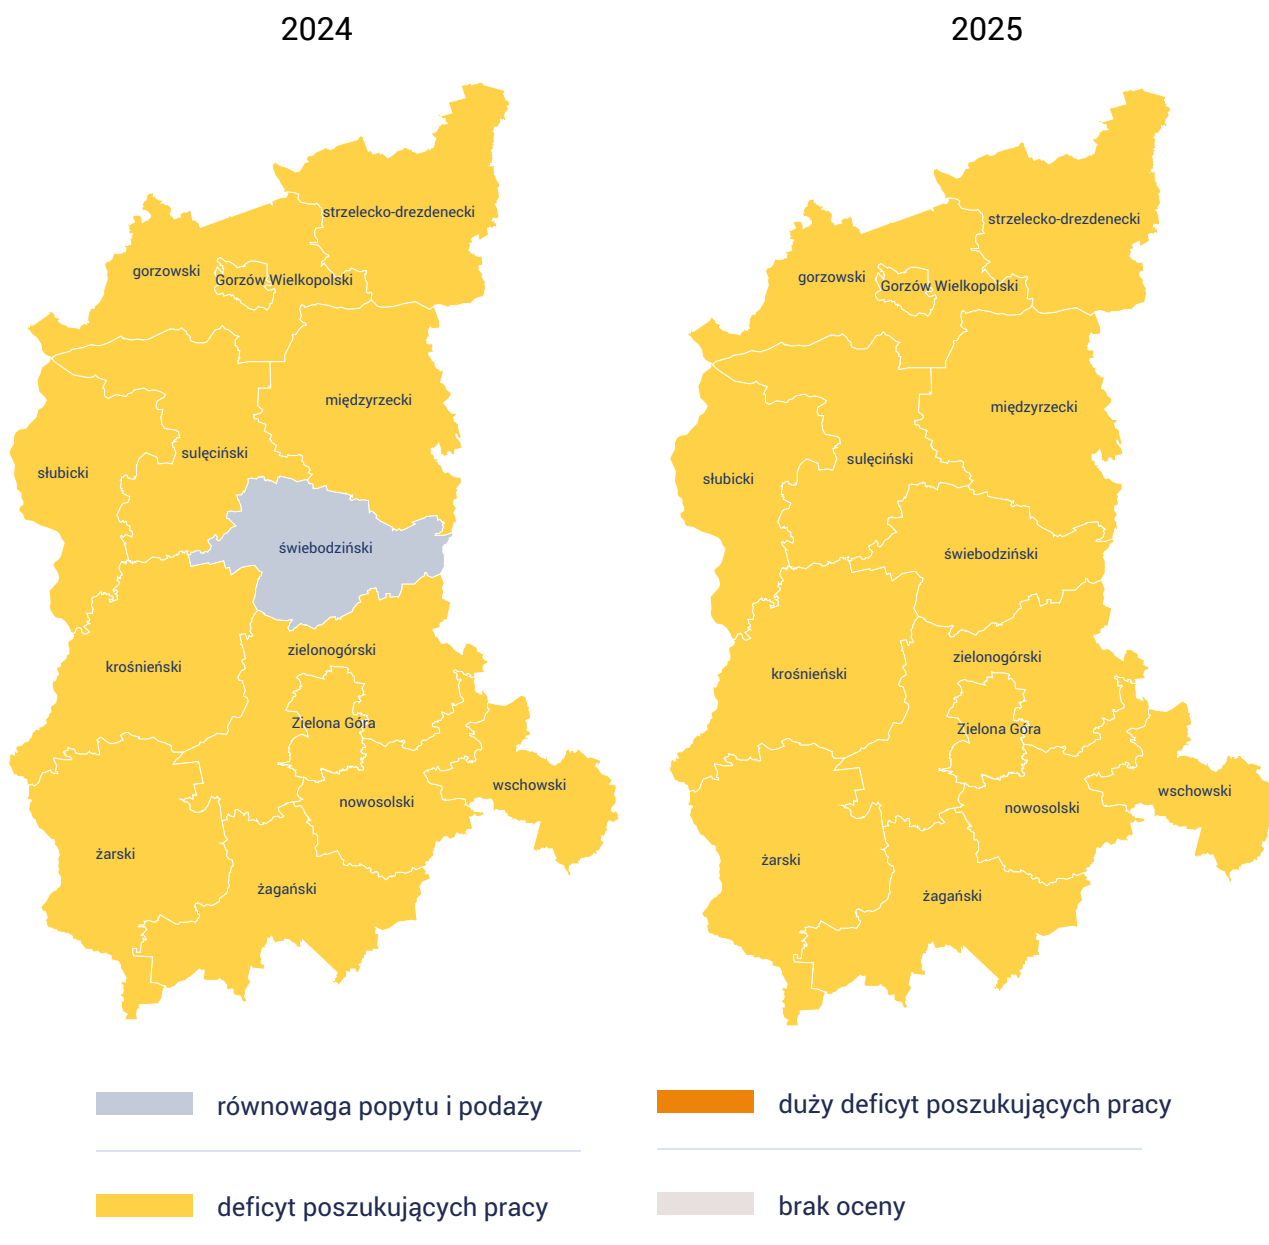 2024
2025
strzelecko-drezdenecki
gorzowski
Gorzów Wielkopolski
międzyrzecki
sulęciński
słubicki
świebodziński
zielonogórski
krośnieński
Zielona Góra
wschowski
nowosolski
żarski
żagański
strzelecko-drezdenecki
gorzowski
Gorzów Wielkopolski
międzyrzecki
sulęciński
słubicki
świebodziński
zielonogórski
krośnieński
Zielona Góra
wschowski
nowosolski
żarski
żagański
równowaga popytu i podaży
duży deficyt poszukujących pracy
deficyt poszukujących pracy
brak oceny